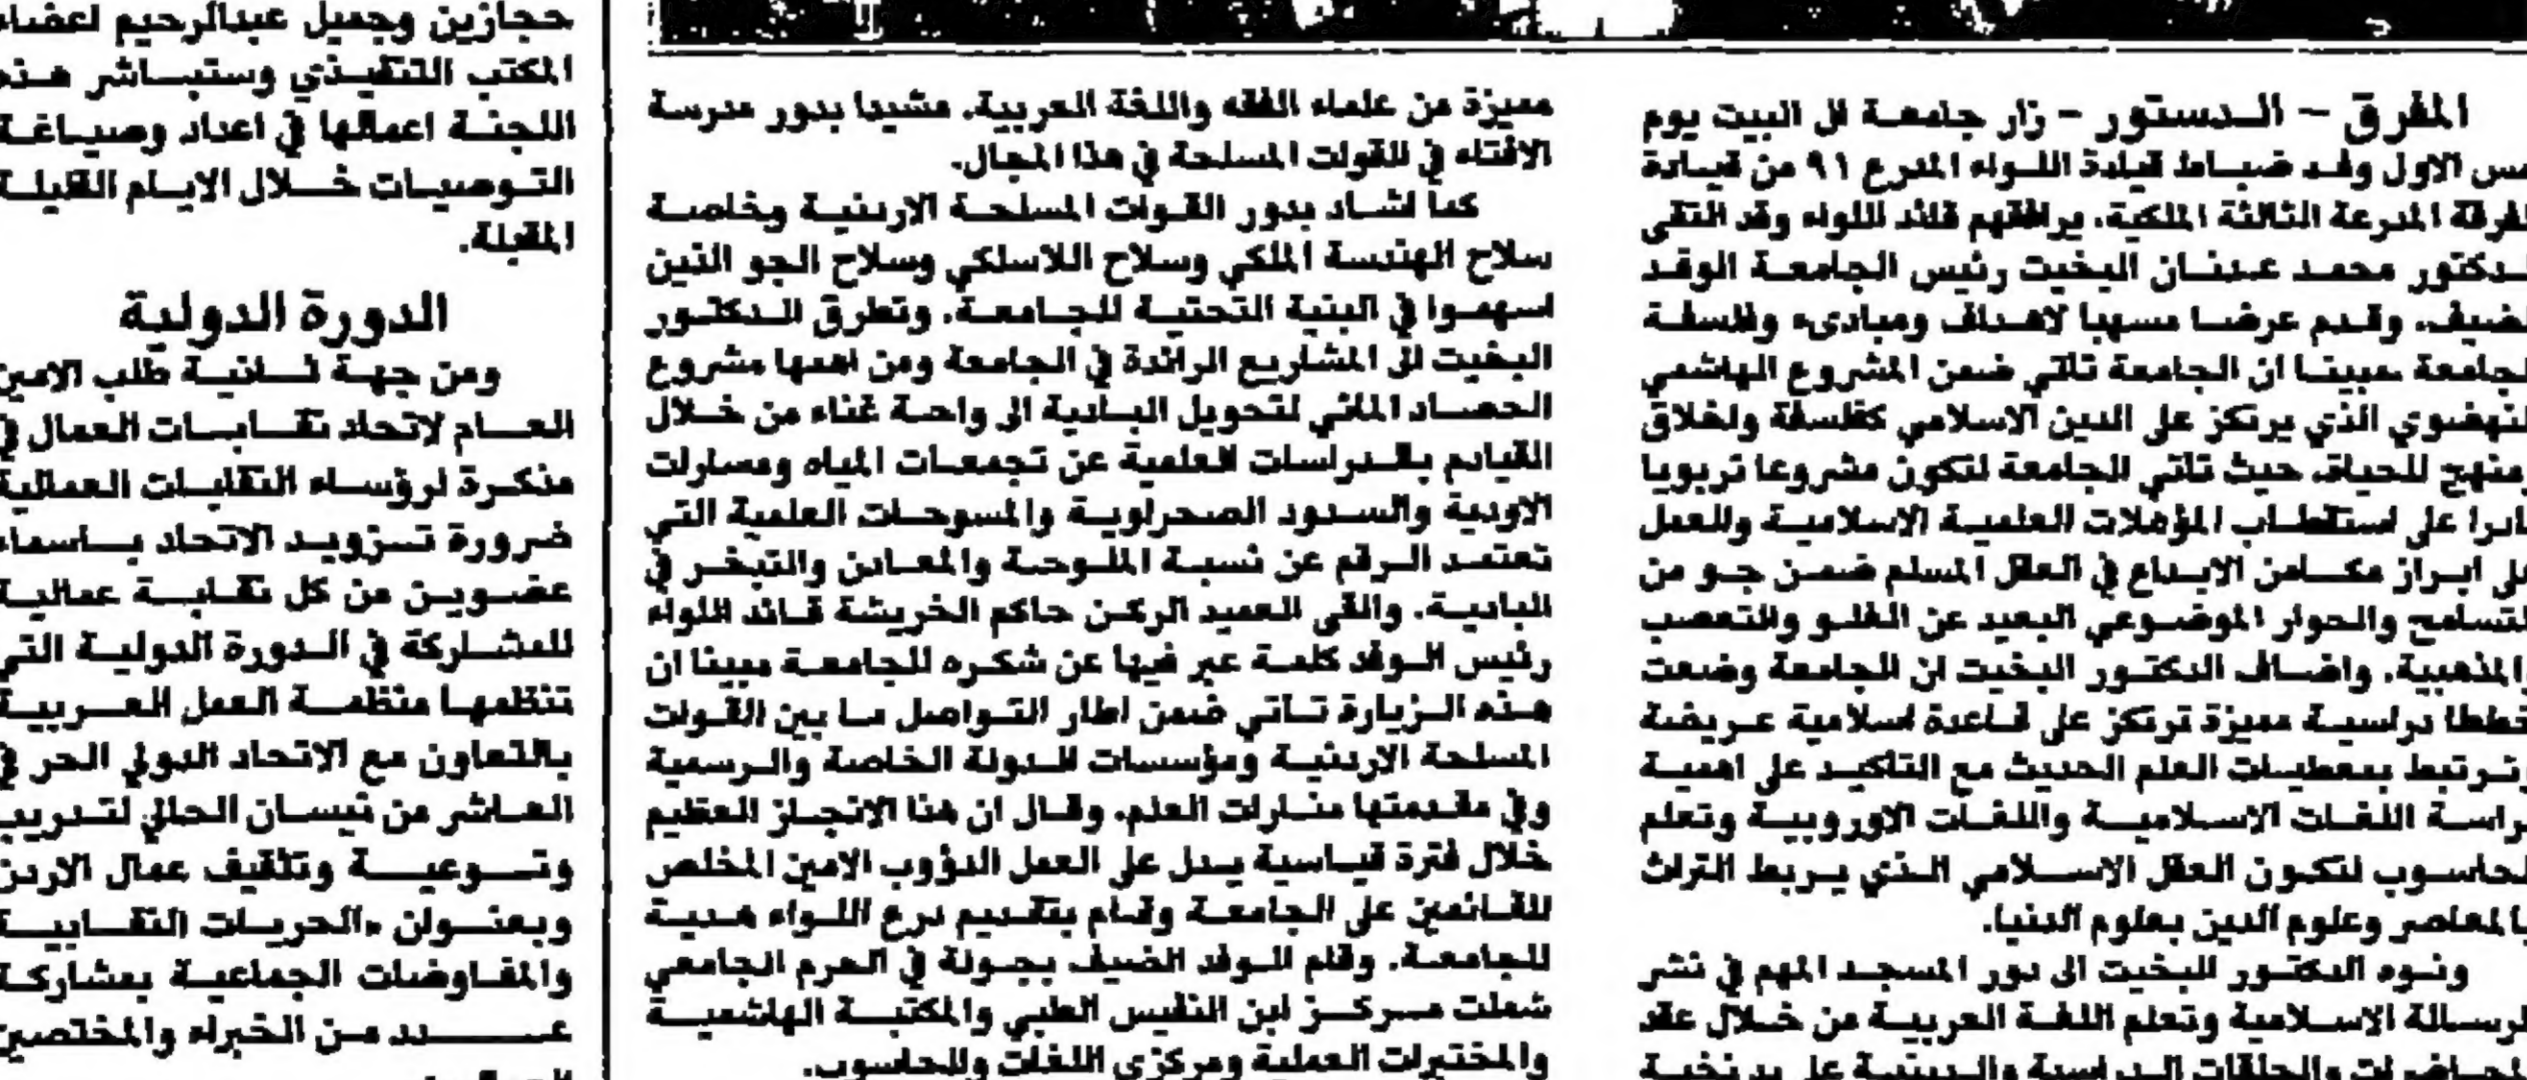 المفرق - الدستور - زار جامعة ال البيت يوم
الاول وفد ضباط قيادة اللواء المدرع ٩١ من قيادة
الفرقة المدرعة الثالثة الملكية، يرافقهم قائد اللواء وقد التقى
الدكتور محمد عدنان البخيت رئيس الجامعة الوفد
الضيف، وقدم عرضا مسهبا لاهداف ومبادىء وفلسفة
الجامعة مبينا ان الجامعة تاتي ضمن المشروع الهاشمي
النهضوي الذي يرتكز على الدين الاسلامي كفلسفة واخلاق
ومنهج للحياة، حيث تاتي الجامعة لتكون مشروعا تربويا
على استقطاب المؤهلات العلمية الاسلامية والعمل
على ابراز مكامن الابداع في العقل المسلم ضمن جو من
التسامح والحوار الموضوعي البعيد عن الغلو والتعصب
والمذهبية. واضاف الدكتور البخيت ان الجامعة وضعت
خططا دراسية مميزة ترتكز على قاعدة اسلامية عريضة
وترتبط بمعطيات العلم الحديث مع التاكيد على اهمية
دراسة اللغات الاسلامية واللغات الاوروبية وتعلم
الحاسوب لتكون العقل الاسلامي الذي يربط التراث
بالمعاصر وعلوم الدين بعلوم الدنيا.
ونوه الدكتور البخيت الى دور المسجد المهم في نشر
الرسالة الاسلامية وتعلم اللغة العربية من خلال عقد
المحاضرات والحلقات الدراسية والدينية على يد نخبة
مميزة من علماء الفقه واللغة العربية، مشيدا بدور مدرسة
الافتاء في القوات المسلحة في هذا المجال.
كما اشاد بدور القوات المسلحة الاردنية وخاصة
سلاح الهندسة الملكي وسلاح اللاسلكي وسلاح الجو الذين
اسهموا في البنية التحتية للجامعة. وتطرق الدكتور
البخيت الى المشاريع الرائدة في الجامعة ومن اهمها مشروع
الحصاد المائي لتحويل البادية الى واحة غناء من خلال
القيام بالدراسات العلمية عن تجمعات المياه ومسارات
الاودية والسدود الصحراوية والمسوحات العلمية التي
تعتمد الرقم عن نسبة الملوحة والمعادن والتبخر في
البادية. والقى العميد الركن حاكم الخريشة قائد اللواء
رئيس الوفد كلمة عبر فيها عن شكره للجامعة مبينا ان
هذه الزيارة تاتي ضمن اطار التواصل ما بين القوات
المسلحة الاردنية ومؤسسات الدولة الخاصة والرسمية
وفي مقدمتها منارات العلم، وقال ان هذا الانجاز العظيم
خلال فترة قياسية يدل على العمل الدؤوب الامين المخلص
للقائمين على الجامعة وقام بتقديم درع اللواء هدية
للجامعة. وقام الوفد الضيف بجولة في الحرم الجامعي
شملت مركز ابن النفيس الطبي والمكتبة الهاشمية
والمختبرات العملية ومركزي اللغات والحاسوب.
حجازين وجميل عبدالرحيم اعضاء
المكتب التنفيذي وستباشر هذه
اللجنة اعمالها في اعداد وصياغة
التوصيات خلال الايام القليلة
المقبلة.
الدورة الدولية
ومن جهة ثانية طلب الامين
العام لاتحاد نقابات العمال في
مذكرة لرؤساء النقابات العمالية
ضرورة تزويد الاتحاد باسماء
عضوين من كل نقابة عمالية
للمشاركة في الدورة الدولية التي
تنظمها منظمة العمل العربية
بالتعاون مع الاتحاد الدولي الحر في
العاشر من نيسان الحالي لتدريب
وتوعية وتثقيف عمال الاردن
وبعنوان «الحريات النقابية
والمفاوضات الجماعية بمشاركة
عدد من الخبراء والمختصين